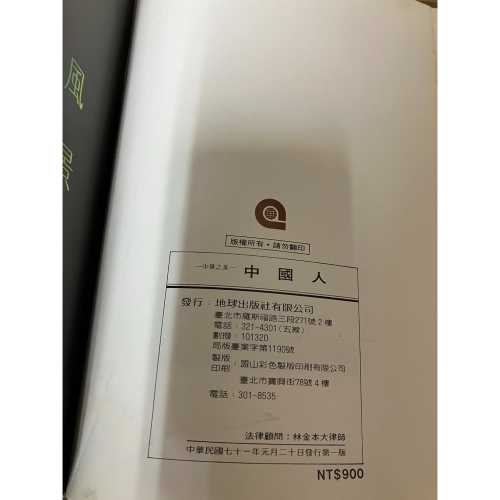 風景
版權所有・請勿翻印
—中華之美— 中國人
發行：地球出版社有限公司
臺北市羅斯福路三段271號2樓
電話：321-4301(五線)
劃撥：101320
局版臺業字第1190號
製版 印刷：盟山彩色製版印刷有限公司
臺北市寶興街78號4樓
電話：301-8535
法律顧問：林金本大律師
中華民國七十一年元月二十日發行第一版
NT$900